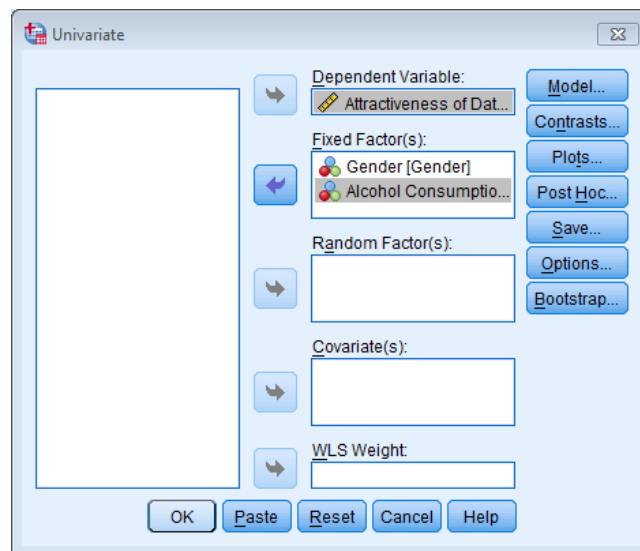 Univariate
Dependent Variable:
Attractiveness of Dat...
Fixed Factor(s):
Gender [Gender]
Alcohol Consumptio...
Random Factor(s):
Covariate(s):
WLS Weight:
Model...
Contrasts...
Plots...
Post Hoc...
Save...
Options...
Bootstrap...
OK
Paste
Reset
Cancel
Help